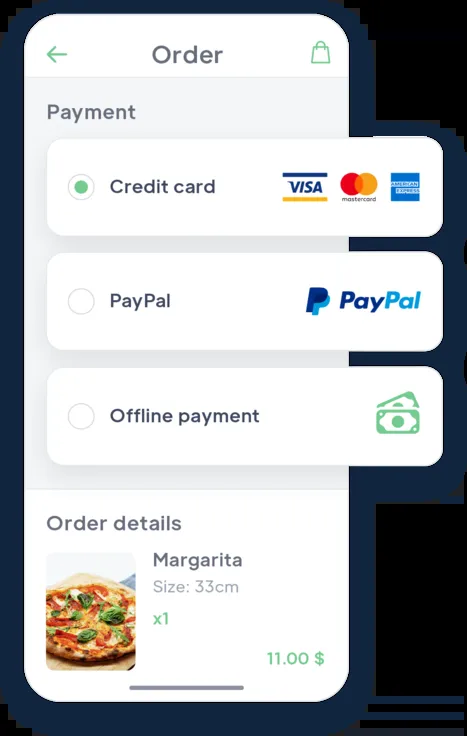 Order
Payment
Credit card
VISA
mastercard
AMERICAN
EXPRESS
PayPal
PayPal
Offline payment
Order details
Margarita
Size: 33cm
x1
11.00 $